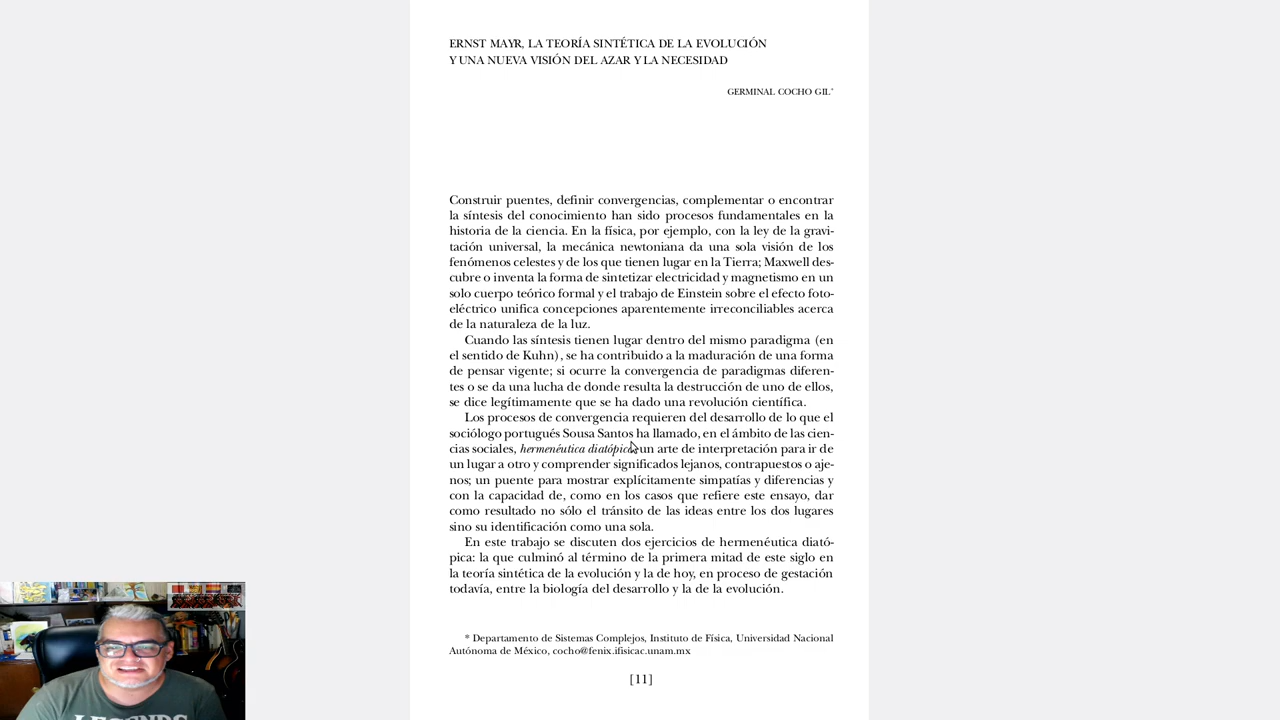 ERNST MAYR, LA TEORÍA SINTÉTICA DE LA EVOLUCIÓN
Y UNA NUEVA VISIÓN DEL AZAR Y LA NECESIDAD
GERMINAL COCHO GIL*
Construir puentes, definir convergencias, complementar o encontrar
la síntesis del conocimiento han sido procesos fundamentales en la
historia de la ciencia. En la física, por ejemplo, con la ley de la gravi-
tación universal, la mecánica newtoniana da una sola visión de los
fenómenos celestes y de los que tienen lugar en la Tierra; Maxwell des-
cubre o inventa la forma de sintetizar electricidad y magnetismo en un
solo cuerpo teórico formal y el trabajo de Einstein sobre el efecto foto-
eléctrico unifica concepciones aparentemente irreconciliables acerca
de la naturaleza de la luz.
Cuando las síntesis tienen lugar dentro del mismo paradigma (en
el sentido de Kuhn), se ha contribuido a la maduración de una forma
de pensar vigente; si ocurre la convergencia de paradigmas diferen-
tes o se da una lucha de donde resulta la destrucción de uno de ellos,
se dice legítimamente que se ha dado una revolución científica.
Los procesos de convergencia requieren del desarrollo de lo que el
sociólogo portugués Sousa Santos ha llamado, en el ámbito de las cien-
cias sociales, hermenéutica diatópica: un arte de interpretación para ir de
un lugar a otro y comprender significados lejanos, contrapuestos o aje-
nos; un puente para mostrar explícitamente simpatías y diferencias y
con la capacidad de, como en los casos que refiere este ensayo, dar
como resultado no sólo el tránsito de las ideas entre los dos lugares
sino su identificación como una sola.
En este trabajo se discuten dos ejercicios de hermenéutica diató-
pica: la que culminó al término de la primera mitad de este siglo en
la teoría sintética de la evolución y la de hoy, en proceso de gestación
todavía, entre la biología del desarrollo y la de la evolución.
* Departamento de Sistemas Complejos, Instituto de Física, Universidad Nacional
Autónoma de México, cocho@fenix.ifisicac.unam.mx
[11]
LEGENDS